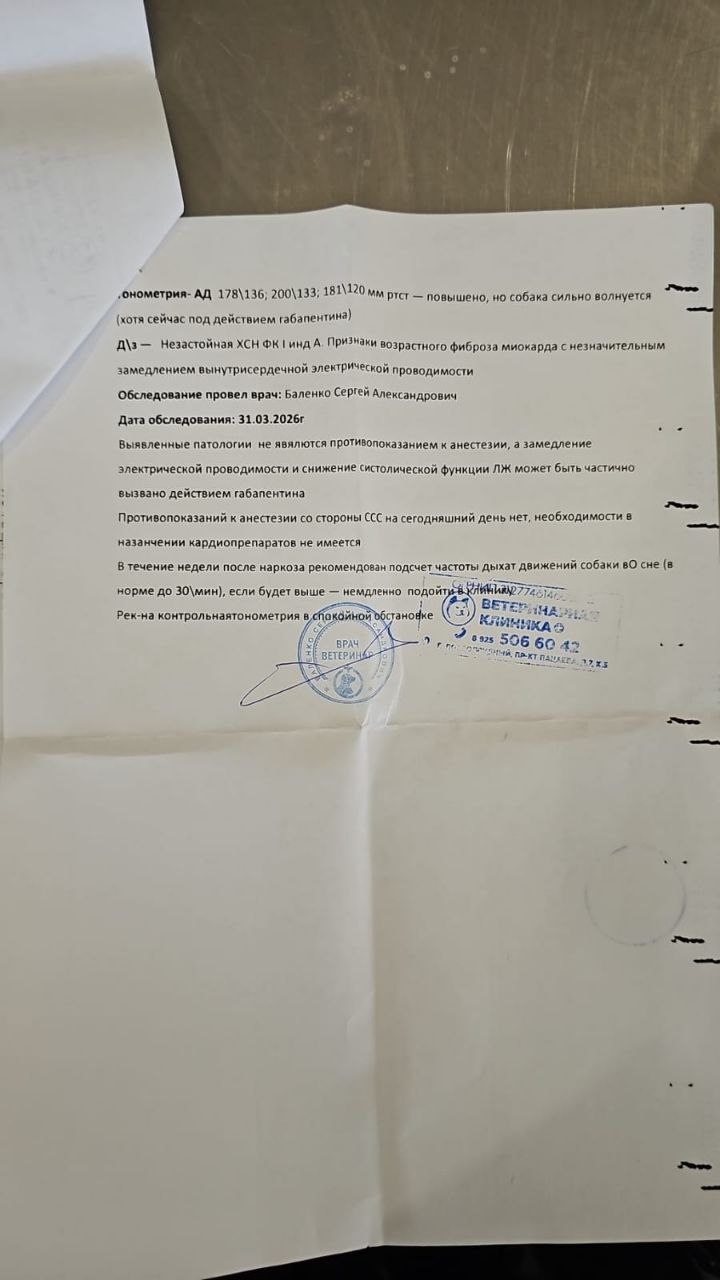 онометрия- АД 178\136; 200\133; 181\120 мм ртст — повышено, но собака сильно волнуется
(хотя сейчас под действием габапентина)
Д\з — Незастойная ХСН ФК I инд А. Признаки возрастного фиброза миокарда с незначительным
замедлением вынутрисердечной электрической проводимости
Обследование провел врач: Баленко Сергей Александрович
Дата обследования: 31.03.2026г
Выявленные патологии не явялются противопоказанием к анестезии, а замедление
электрической проводимости и снижение систолической функции ЛЖ может быть частично
вызвано действием габапентина
Противопоказаний к анестезии со стороны ССС на сегодняшний день нет, необходимости в
назанчении кардиопрепаратов не имеется
В течение недели после наркоза рекомендован подсчет частоты дыхат движений собаки вО сне (в
норме до 30\мин), если будет выше — немдленно подойти в клинику
Рек-на контрольнаятонометрия в спокойной обстановке
ВРАЧ
ВЕТЕРИНАР
ВЕТЕРИНАРНАЯ
КЛИНИКА
8 925 506 60 42